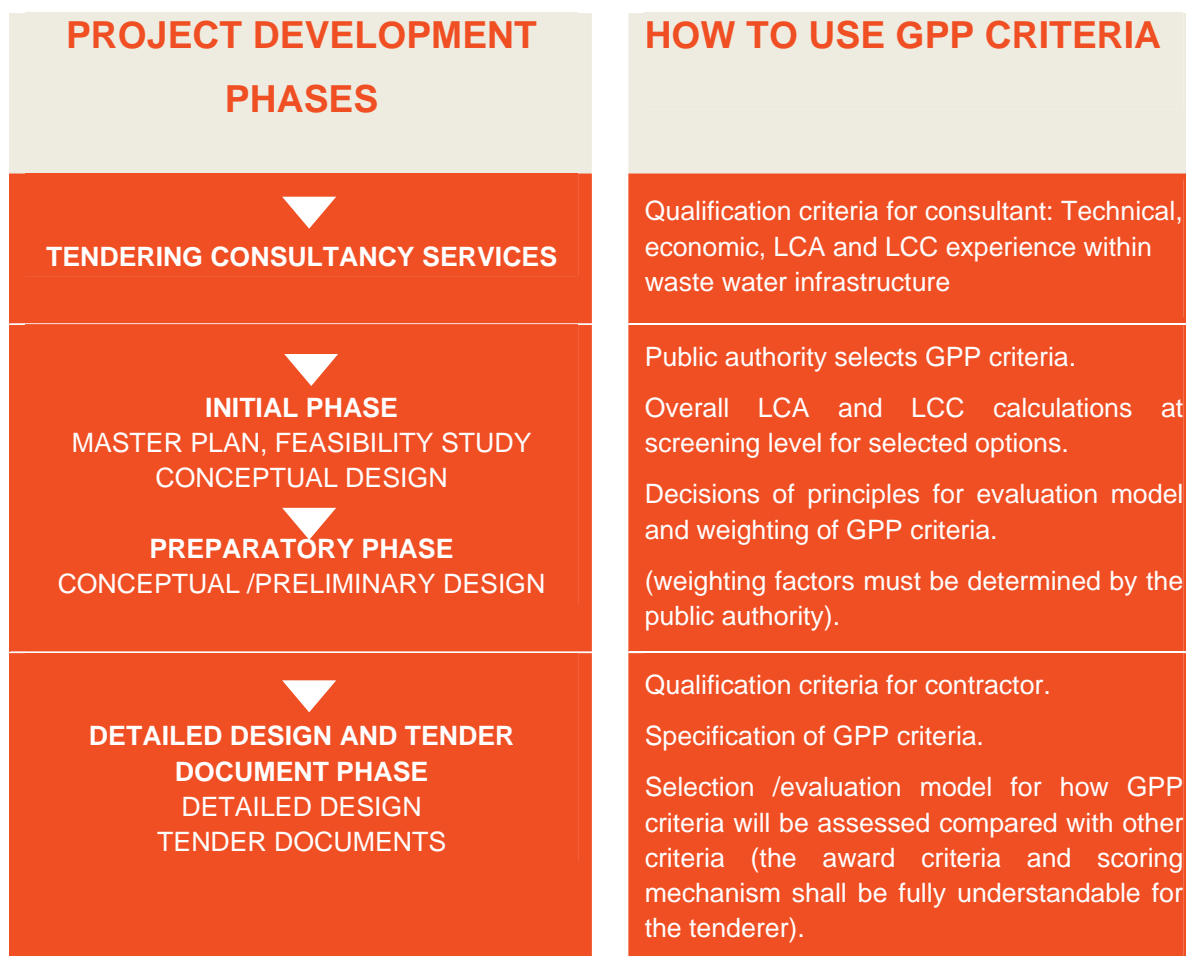 PROJECT DEVELOPMENT
PHASES
HOW TO USE GPP CRITERIA
TENDERING CONSULTANCY SERVICES
Qualification criteria for consultant: Technical,
economic, LCA and LCC experience within
waste water infrastructure
INITIAL PHASE
MASTER PLAN, FEASIBILITY STUDY
CONCEPTUAL DESIGN
PREPARATORY PHASE
CONCEPTUAL /PRELIMINARY DESIGN
Public authority selects GPP criteria.
Overall LCA and LCC calculations at
screening level for selected options.
Decisions of principles for evaluation model
and weighting of GPP criteria.
(weighting factors must be determined by the
public authority).
DETAILED DESIGN AND TENDER
DOCUMENT PHASE
DETAILED DESIGN
TENDER DOCUMENTS
Qualification criteria for contractor.
Specification of GPP criteria.
Selection /evaluation model for how GPP
criteria will be assessed compared with other
criteria (the award criteria and scoring
mechanism shall be fully understandable for
the tenderer).